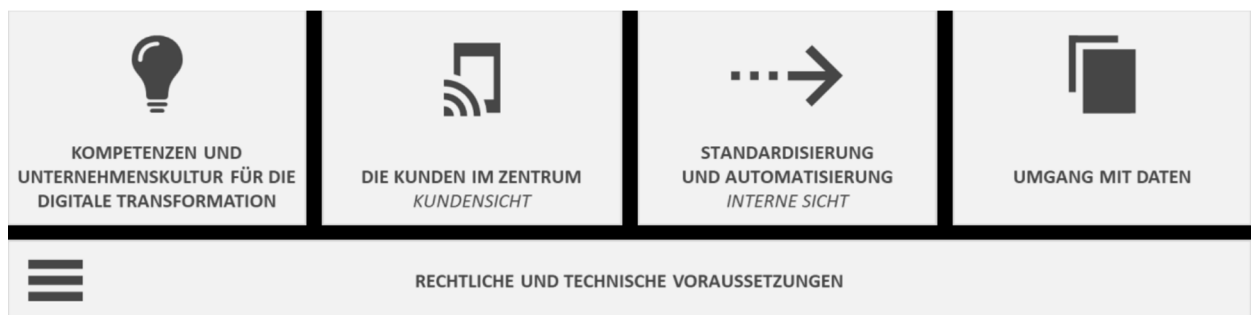 KOMPETENZEN UND
UNTERNEHMENSKULTUR FÜR DIE
DIGITALE TRANSFORMATION
DIE KUNDEN IM ZENTRUM
KUNDENSICHT
STANDARDISIERUNG
UND AUTOMATISIERUNG
INTERNE SICHT
UMGANG MIT DATEN
RECHTLICHE UND TECHNISCHE VORAUSSETZUNGEN